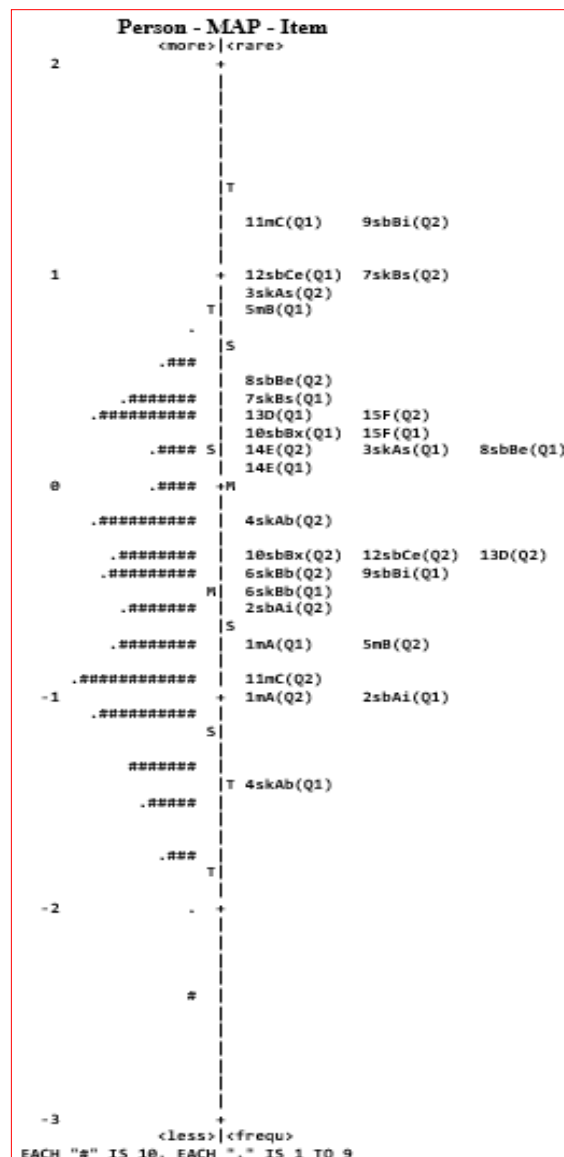 Person - MAP - Item
<more>|<rare>
2 +
|
|
|
|
|
|T
|
| 11mC(Q1) 9sbBi(Q2)
|
|
1 + 12sbCe(Q1) 7skBs(Q2)
| 3skAs(Q2)
T| 5mB(Q1)
. |
|S
.### |
| 8sbBe(Q2)
.####### | 7skBs(Q1)
.########## | 13D(Q1) 15F(Q2)
| 10sbBx(Q1) 15F(Q1)
.#### S| 14E(Q2) 3skAs(Q1) 8sbBe(Q1)
| 14E(Q1)
0 .#### +M
|
.########## | 4skAb(Q2)
|
.######## | 10sbBx(Q2) 12sbCe(Q2) 13D(Q2)
.######### | 6skBb(Q2) 9sbBi(Q1)
M| 6skBb(Q1)
.####### | 2sbAi(Q2)
|S
.######## | 1mA(Q1) 5mB(Q2)
|
.############ | 11mC(Q2)
-1 + 1mA(Q2) 2sbAi(Q1)
.########## |
S|
|
####### |
|T 4skAb(Q1)
.##### |
|
|
.### |
T|
|
-2 . +
|
|
|
|
# |
|
|
|
|
|
|
-3 +
<less>|<frequ>
EACH "#" IS 10. EACH "." IS 1 TO 9